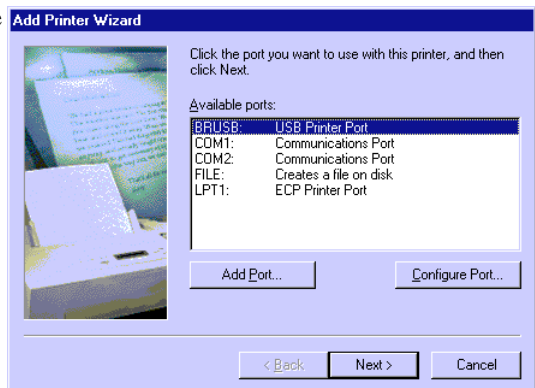 Add Printer Wizard
Click the port you want to use with this printer, and then
click Next.
Available ports:
BRUSB: USB Printer Port
COM1: Communications Port
COM2: Communications Port
FILE: Creates a file on disk
LPT1: ECP Printer Port
Add Port...
Configure Port...
< Back
Next >
Cancel